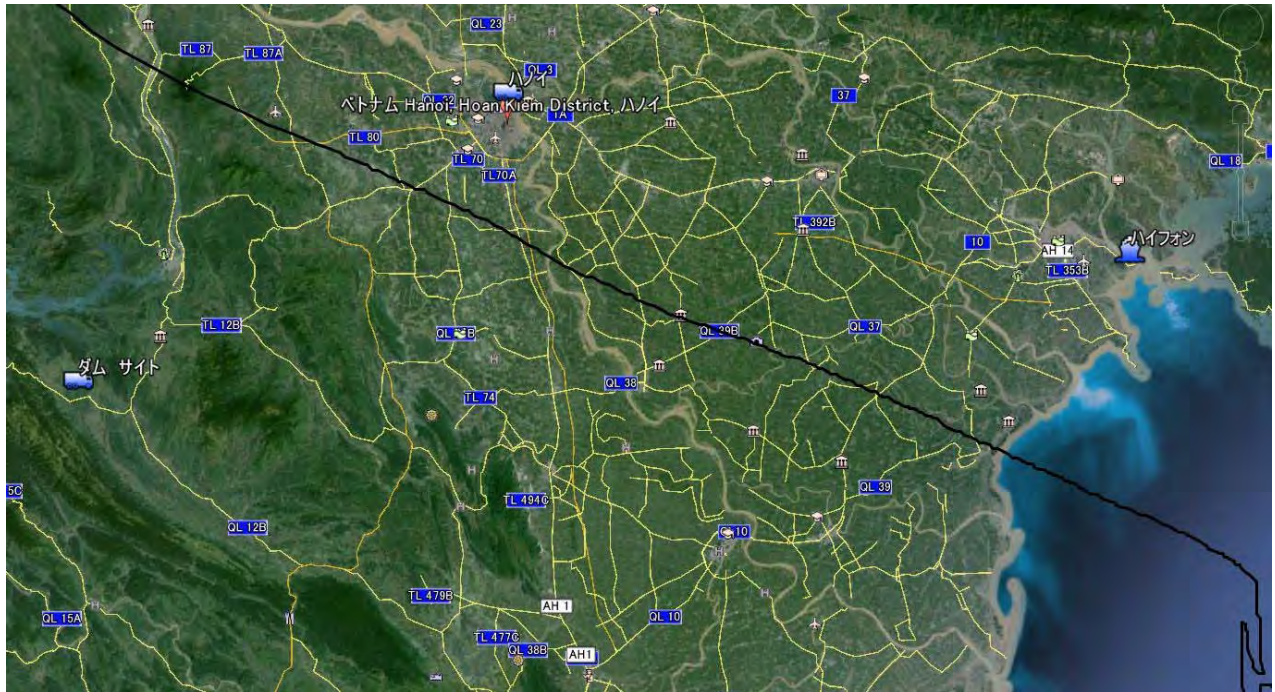 QL 23
TL 87
TL 87A
QL 3
ハノイ
37
ベトナム Hanoi, Hoan Kiem District, ハノイ
1A
TL 80
TL 70
TL70A
QL 18
TL 392B
10
ハイフォン
AH 14
TL 353B
TL 12B
QL 39B
QL 37
ダム サイト
QL 38
TL 74
QL 39
TL 494C
QL 12B
QL 10
TL 479B
AH 1
QL 15A
QL 10
TL 477C
QL 38B
AH1